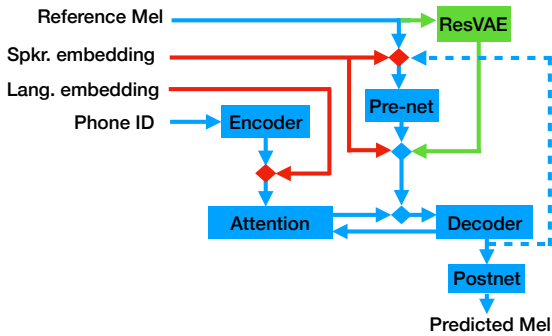 Reference Mel
ResVAE
Spkr. embedding
Lang. embedding
Pre-net
Phone ID
Encoder
Attention
Decoder
Postnet
Predicted Mel